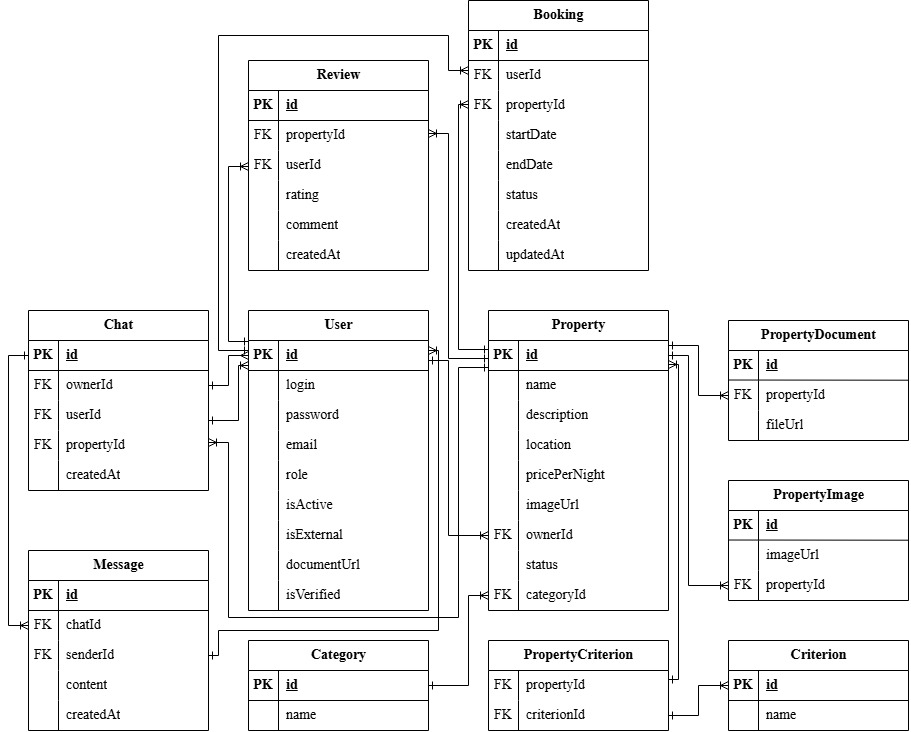 Booking
PK id
FK userId
FK propertyId
startDate
endDate
status
createdAt
updatedAt
Review
PK id
FK propertyId
FK userId
rating
comment
createdAt
Chat
PK id
FK ownerId
FK userId
FK propertyId
createdAt
User
PK id
login
password
email
role
isActive
isExternal
documentUrl
isVerified
Property
PK id
name
description
location
pricePerNight
imageUrl
FK ownerId
status
FK categoryId
PropertyDocument
PK id
FK propertyId
fileUrl
PropertyImage
PK id
imageUrl
FK propertyId
Message
PK id
FK chatId
FK senderId
content
createdAt
Category
PK id
name
PropertyCriterion
FK propertyId
FK criterionId
Criterion
PK id
name